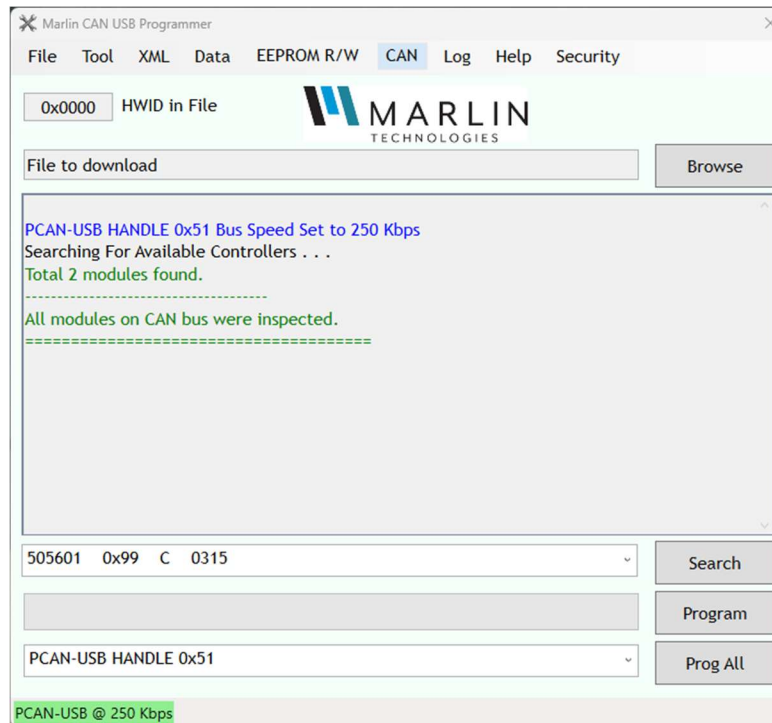 Marlin CAN USB Programmer
File Tool XML Data EEPROM R/W CAN Log Help Security
0x0000 HWID in File
MARLIN
TECHNOLOGIES
File to download Browse
PCAN-USB HANDLE 0x51 Bus Speed Set to 250 Kbps
Searching For Available Controllers . . .
Total 2 modules found.
--------------------------------------
All modules on CAN bus were inspected.
======================================
505601 0x99 C 0315 Search
Program
PCAN-USB HANDLE 0x51 Prog All
PCAN-USB @ 250 Kbps